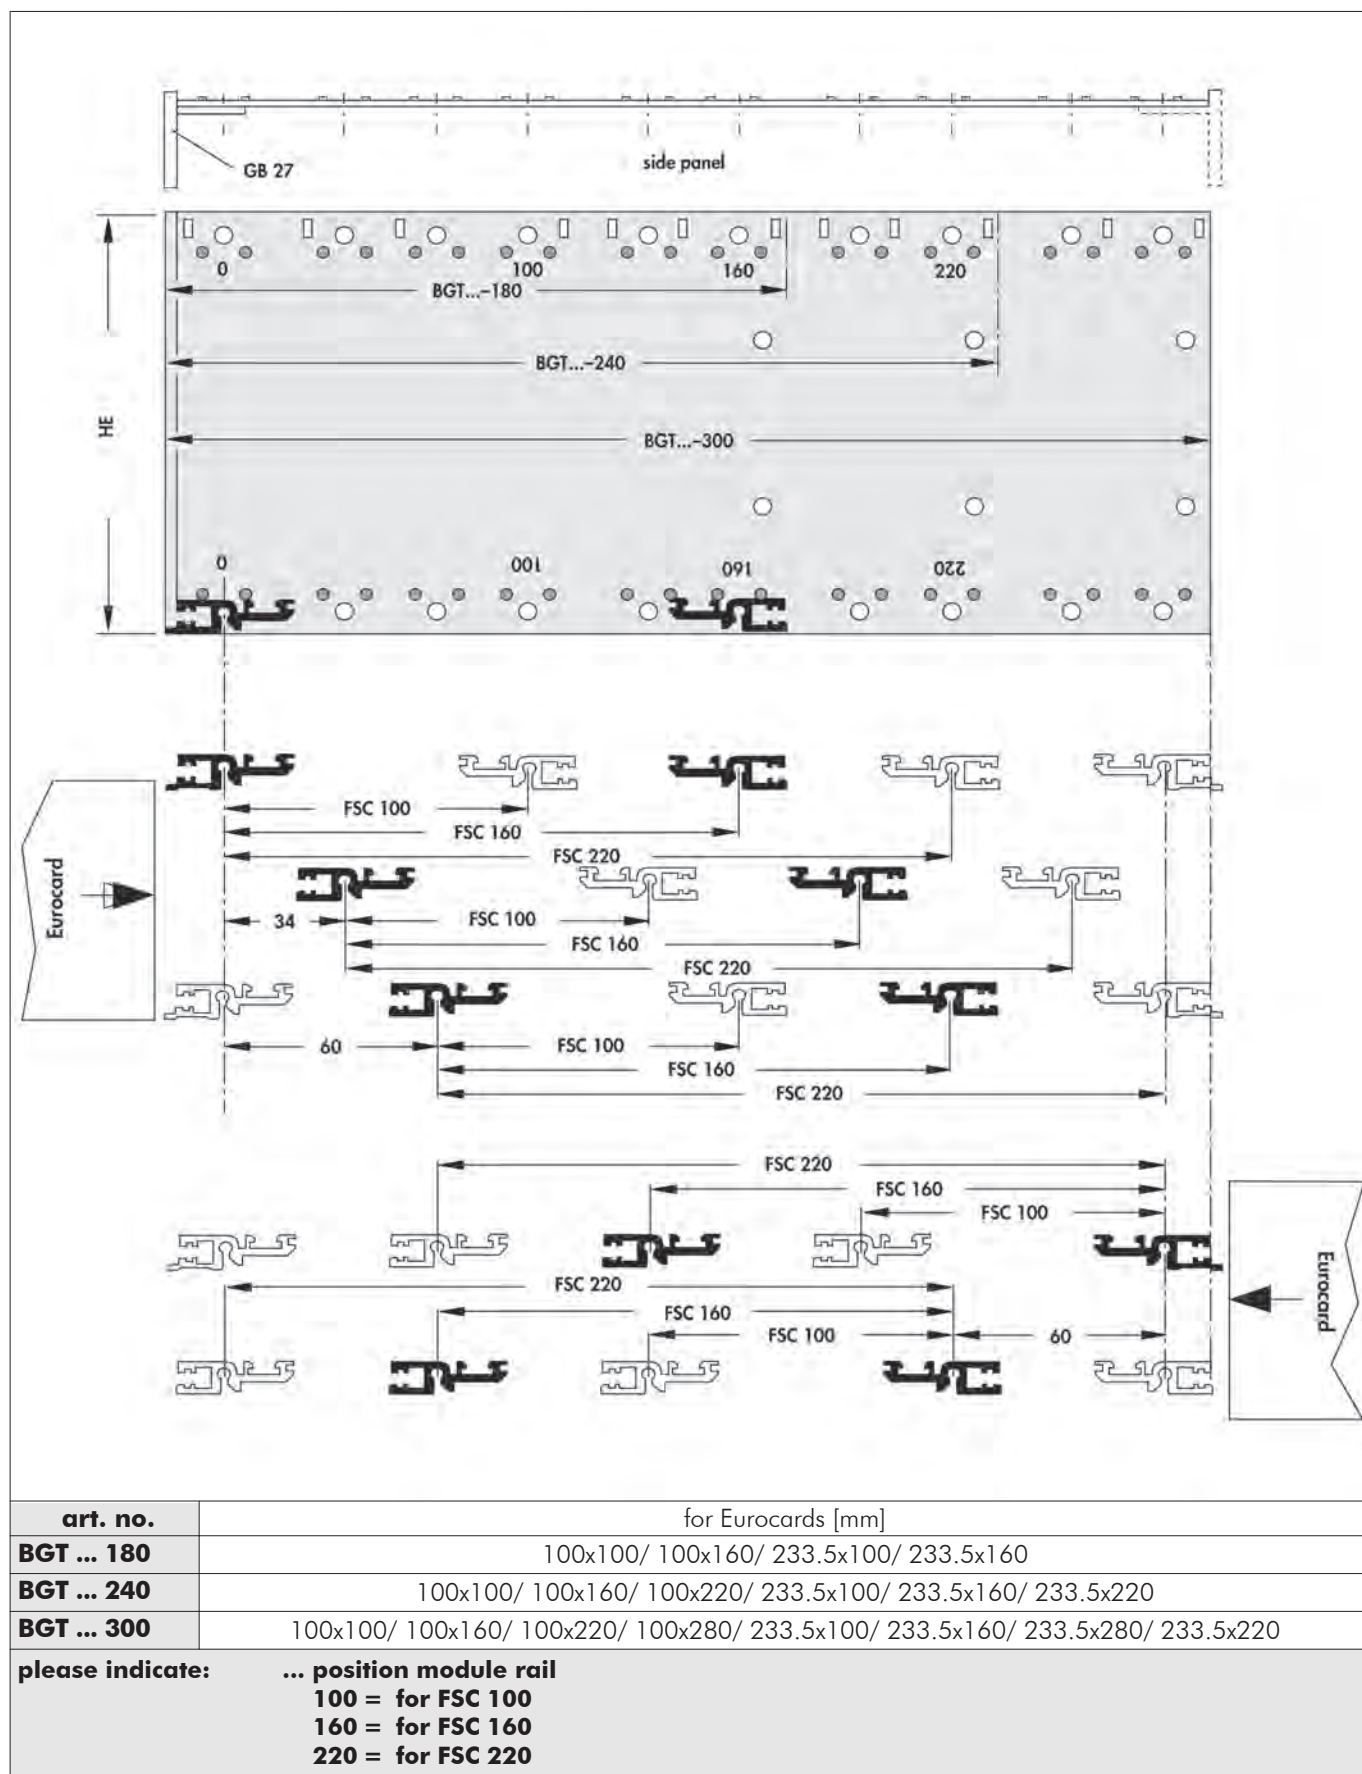 GB 27
side panel
0 100 160 220
BGT...-180
BGT...-240
HE
BGT...-300
0 100 160 220
FSC 100
FSC 160
FSC 220
Eurocard
34 FSC 100
FSC 160
FSC 220
60 FSC 100
FSC 160
FSC 220
FSC 220
FSC 160
FSC 100
Eurocard
FSC 220
FSC 160
FSC 100 60
art. no. for Eurocards [mm]
BGT ... 180 100x100/ 100x160/ 233.5x100/ 233.5x160
BGT ... 240 100x100/ 100x160/ 100x220/ 233.5x100/ 233.5x160/ 233.5x220
BGT ... 300 100x100/ 100x160/ 100x220/ 100x280/ 233.5x100/ 233.5x160/ 233.5x280/ 233.5x220
please indicate: ... position module rail
100 = for FSC 100
160 = for FSC 160
220 = for FSC 220